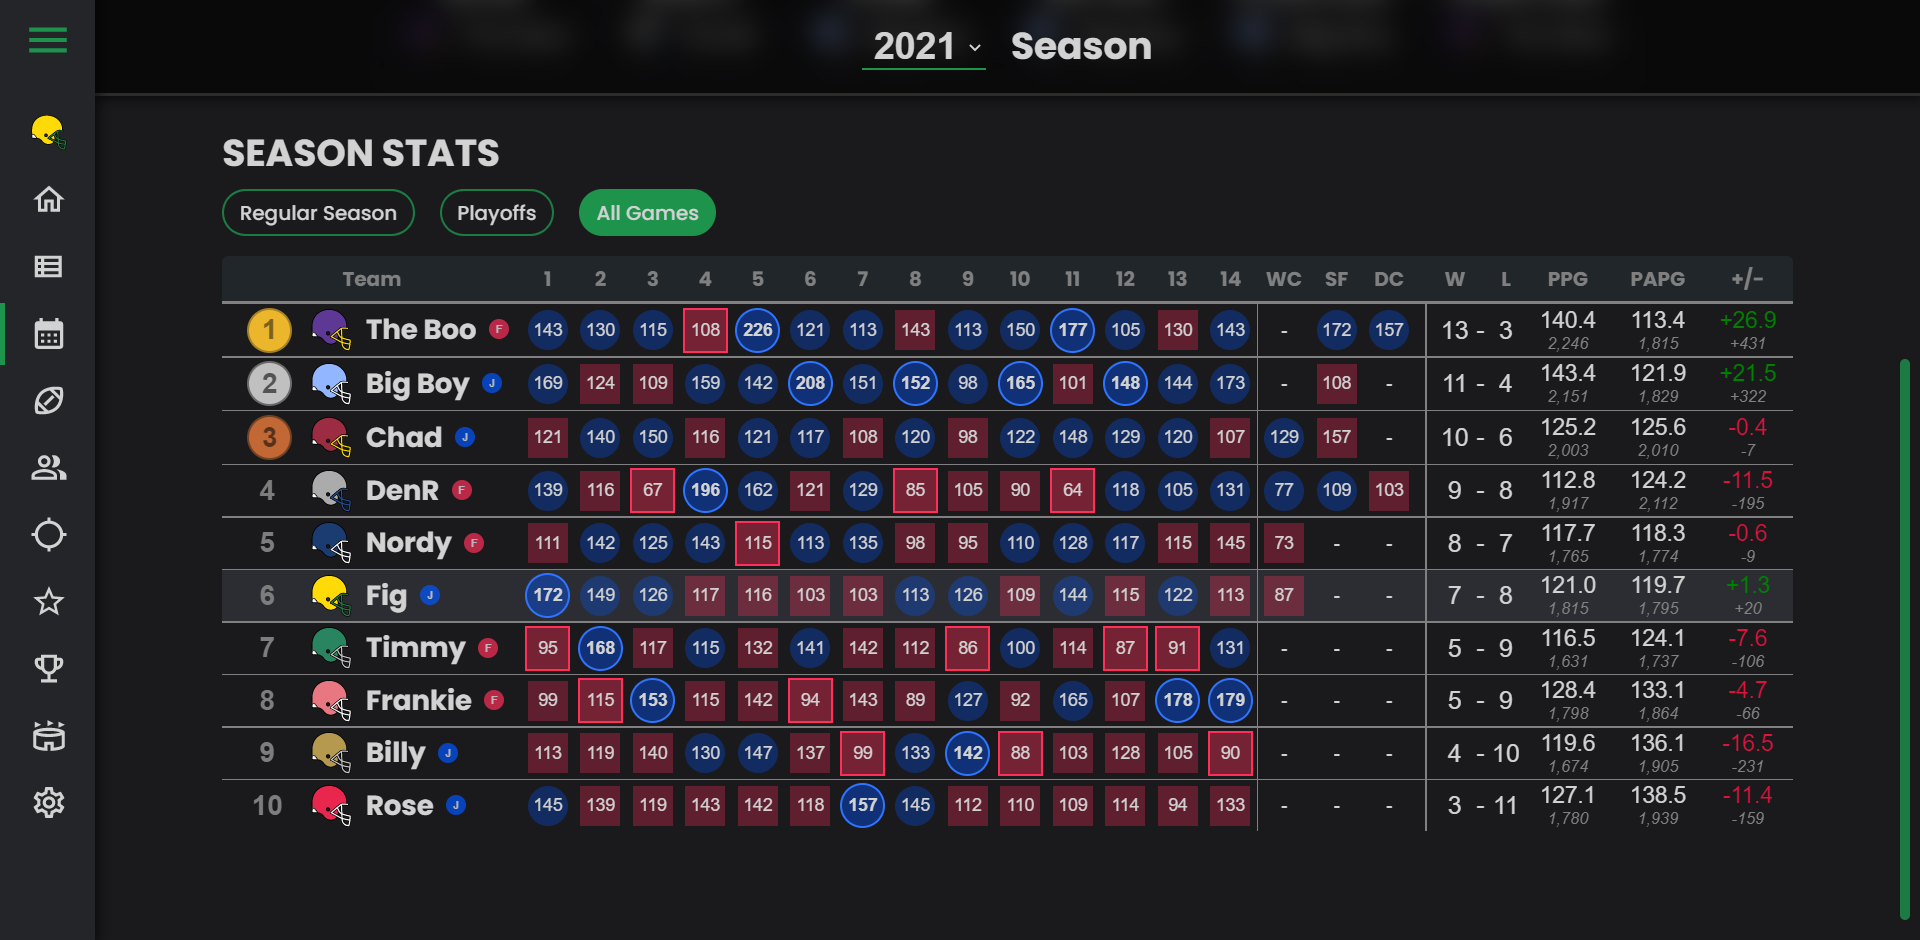 2021 Season
SEASON STATS
Regular Season Playoffs All Games
Team 1 2 3 4 5 6 7 8 9 10 11 12 13 14 WC SF DC W L PPG PAPG +/-
1 The Boo F 143 130 115 108 226 121 113 143 113 150 177 105 130 143 - 172 157 13 - 3 140.4 113.4 +26.9
2,246 1,815 +431
2 Big Boy J 169 124 109 159 142 208 151 152 98 165 101 148 144 173 - 108 - 11 - 4 143.4 121.9 +21.5
2,151 1,829 +322
3 Chad J 121 140 150 116 121 117 108 120 98 122 148 129 120 107 129 157 - 10 - 6 125.2 125.6 -0.4
2,003 2,010 -7
4 DenR F 139 116 67 196 162 121 129 85 105 90 64 118 105 131 77 109 103 9 - 8 112.8 124.2 -11.5
1,917 2,112 -195
5 Nordy F 111 142 125 143 115 113 135 98 95 110 128 117 115 145 73 - - 8 - 7 117.7 118.3 -0.6
1,765 1,774 -9
6 Fig J 172 149 126 117 116 103 103 113 126 109 144 115 122 113 87 - - 7 - 8 121.0 119.7 +1.3
1,815 1,795 +20
7 Timmy F 95 168 117 115 132 141 142 112 86 100 114 87 91 131 - - - 5 - 9 116.5 124.1 -7.6
1,631 1,737 -106
8 Frankie F 99 115 153 115 142 94 143 89 127 92 165 107 178 179 - - - 5 - 9 128.4 133.1 -4.7
1,798 1,864 -66
9 Billy J 113 119 140 130 147 137 99 133 142 88 103 128 105 90 - - - 4 - 10 119.6 136.1 -16.5
1,674 1,905 -231
10 Rose J 145 139 119 143 142 118 157 145 112 110 109 114 94 133 - - - 3 - 11 127.1 138.5 -11.4
1,780 1,939 -159